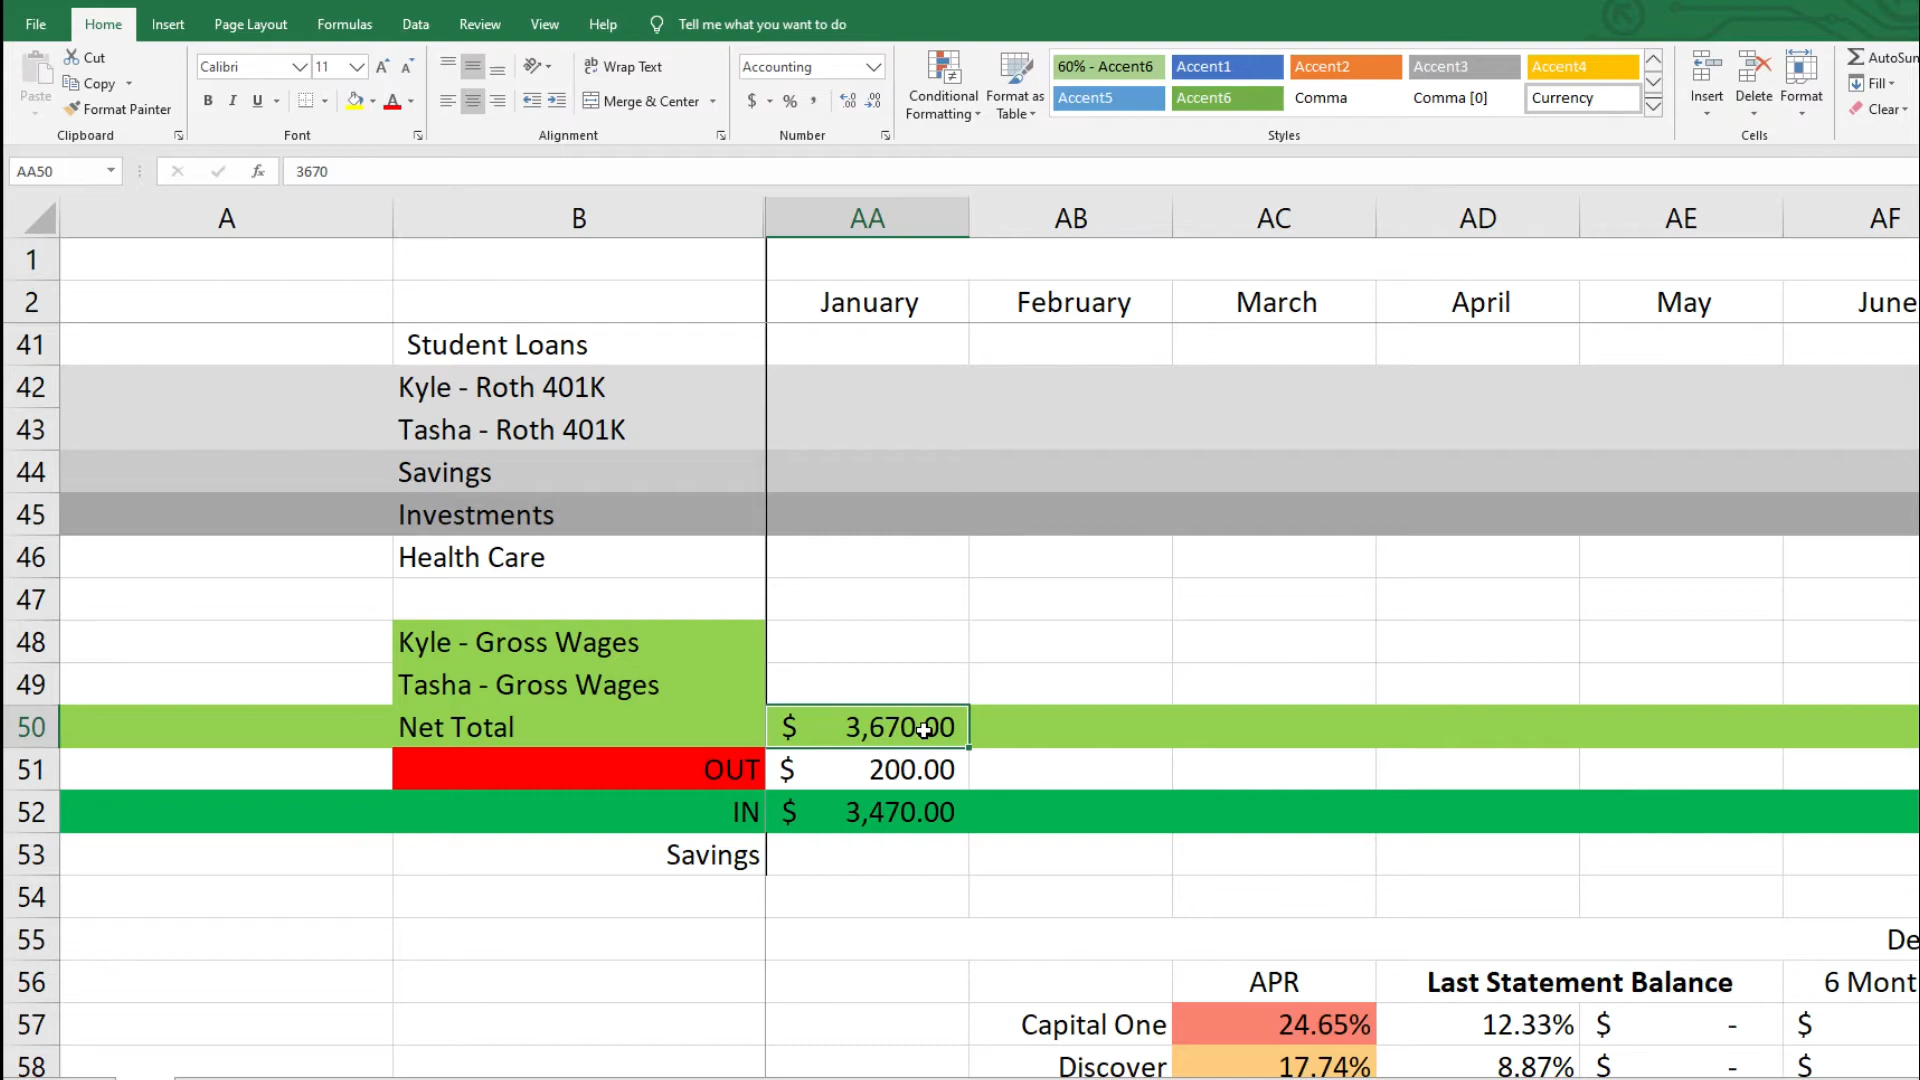 File Home Insert Page Layout Formulas Data Review View Help Tell me what you want to do
Paste Cut Copy Format Painter Clipboard
Calibri 11 B I U Font
Wrap Text Merge & Center Alignment
Accounting $ % , Number
Conditional Formatting Format as Table
60% - Accent6 Accent1 Accent2 Accent3 Accent4
Accent5 Accent6 Comma Comma [0] Currency
Styles
Insert Delete Format Cells
AutoSum
Fill
Clear
AA50 fx 3670
A B AA AB AC AD AE AF
1
2 January February March April May June
41 Student Loans
42 Kyle - Roth 401K
43 Tasha - Roth 401K
44 Savings
45 Investments
46 Health Care
47
48 Kyle - Gross Wages
49 Tasha - Gross Wages
50 Net Total $ 3,670.00
51 OUT $ 200.00
52 IN $ 3,470.00
53 Savings
54
55 De
56 APR Last Statement Balance 6 Mont
57 Capital One 24.65% 12.33% $ - $
58 Discover 17.74% 8.87% $ - $